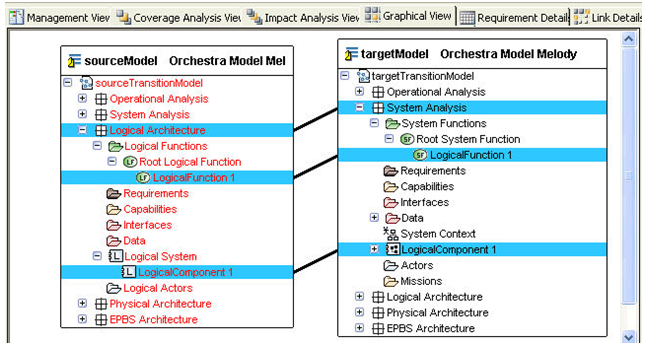 Management View
Coverage Analysis Viev
Impact Analysis Viev
Graphical View
Requirement Detail
Link Details
sourceModel Orchestra Model Mel
sourceTransitionModel
Operational Analysis
System Analysis
Logical Architecture
Logical Functions
LF Root Logical Function
LF LogicalFunction 1
Requirements
Capabilities
Interfaces
Data
L Logical System
L LogicalComponent 1
Logical Actors
Physical Architecture
EPBS Architecture
targetModel Orchestra Model Melody
targetTransitionModel
Operational Analysis
System Analysis
System Functions
SF Root System Function
SF LogicalFunction 1
Requirements
Capabilities
Interfaces
Data
System Context
LogicalComponent 1
Actors
Missions
Logical Architecture
Physical Architecture
EPBS Architecture